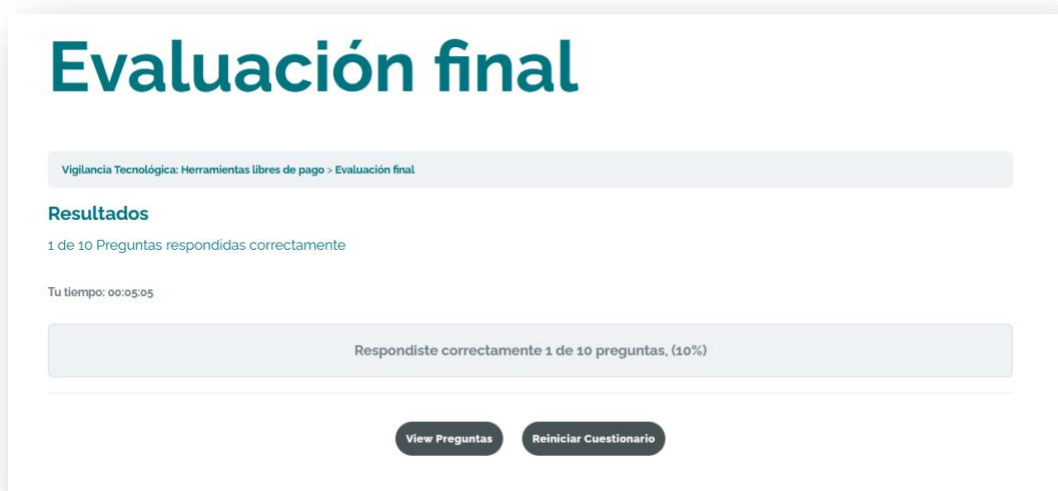 Evaluación final
Vigilancia Tecnológica: Herramientas libres de pago > Evaluación final
Resultados
1 de 10 Preguntas respondidas correctamente
Tu tiempo: 00:05:05
Respondiste correctamente 1 de 10 preguntas, (10%)
View Preguntas
Reiniciar Cuestionario